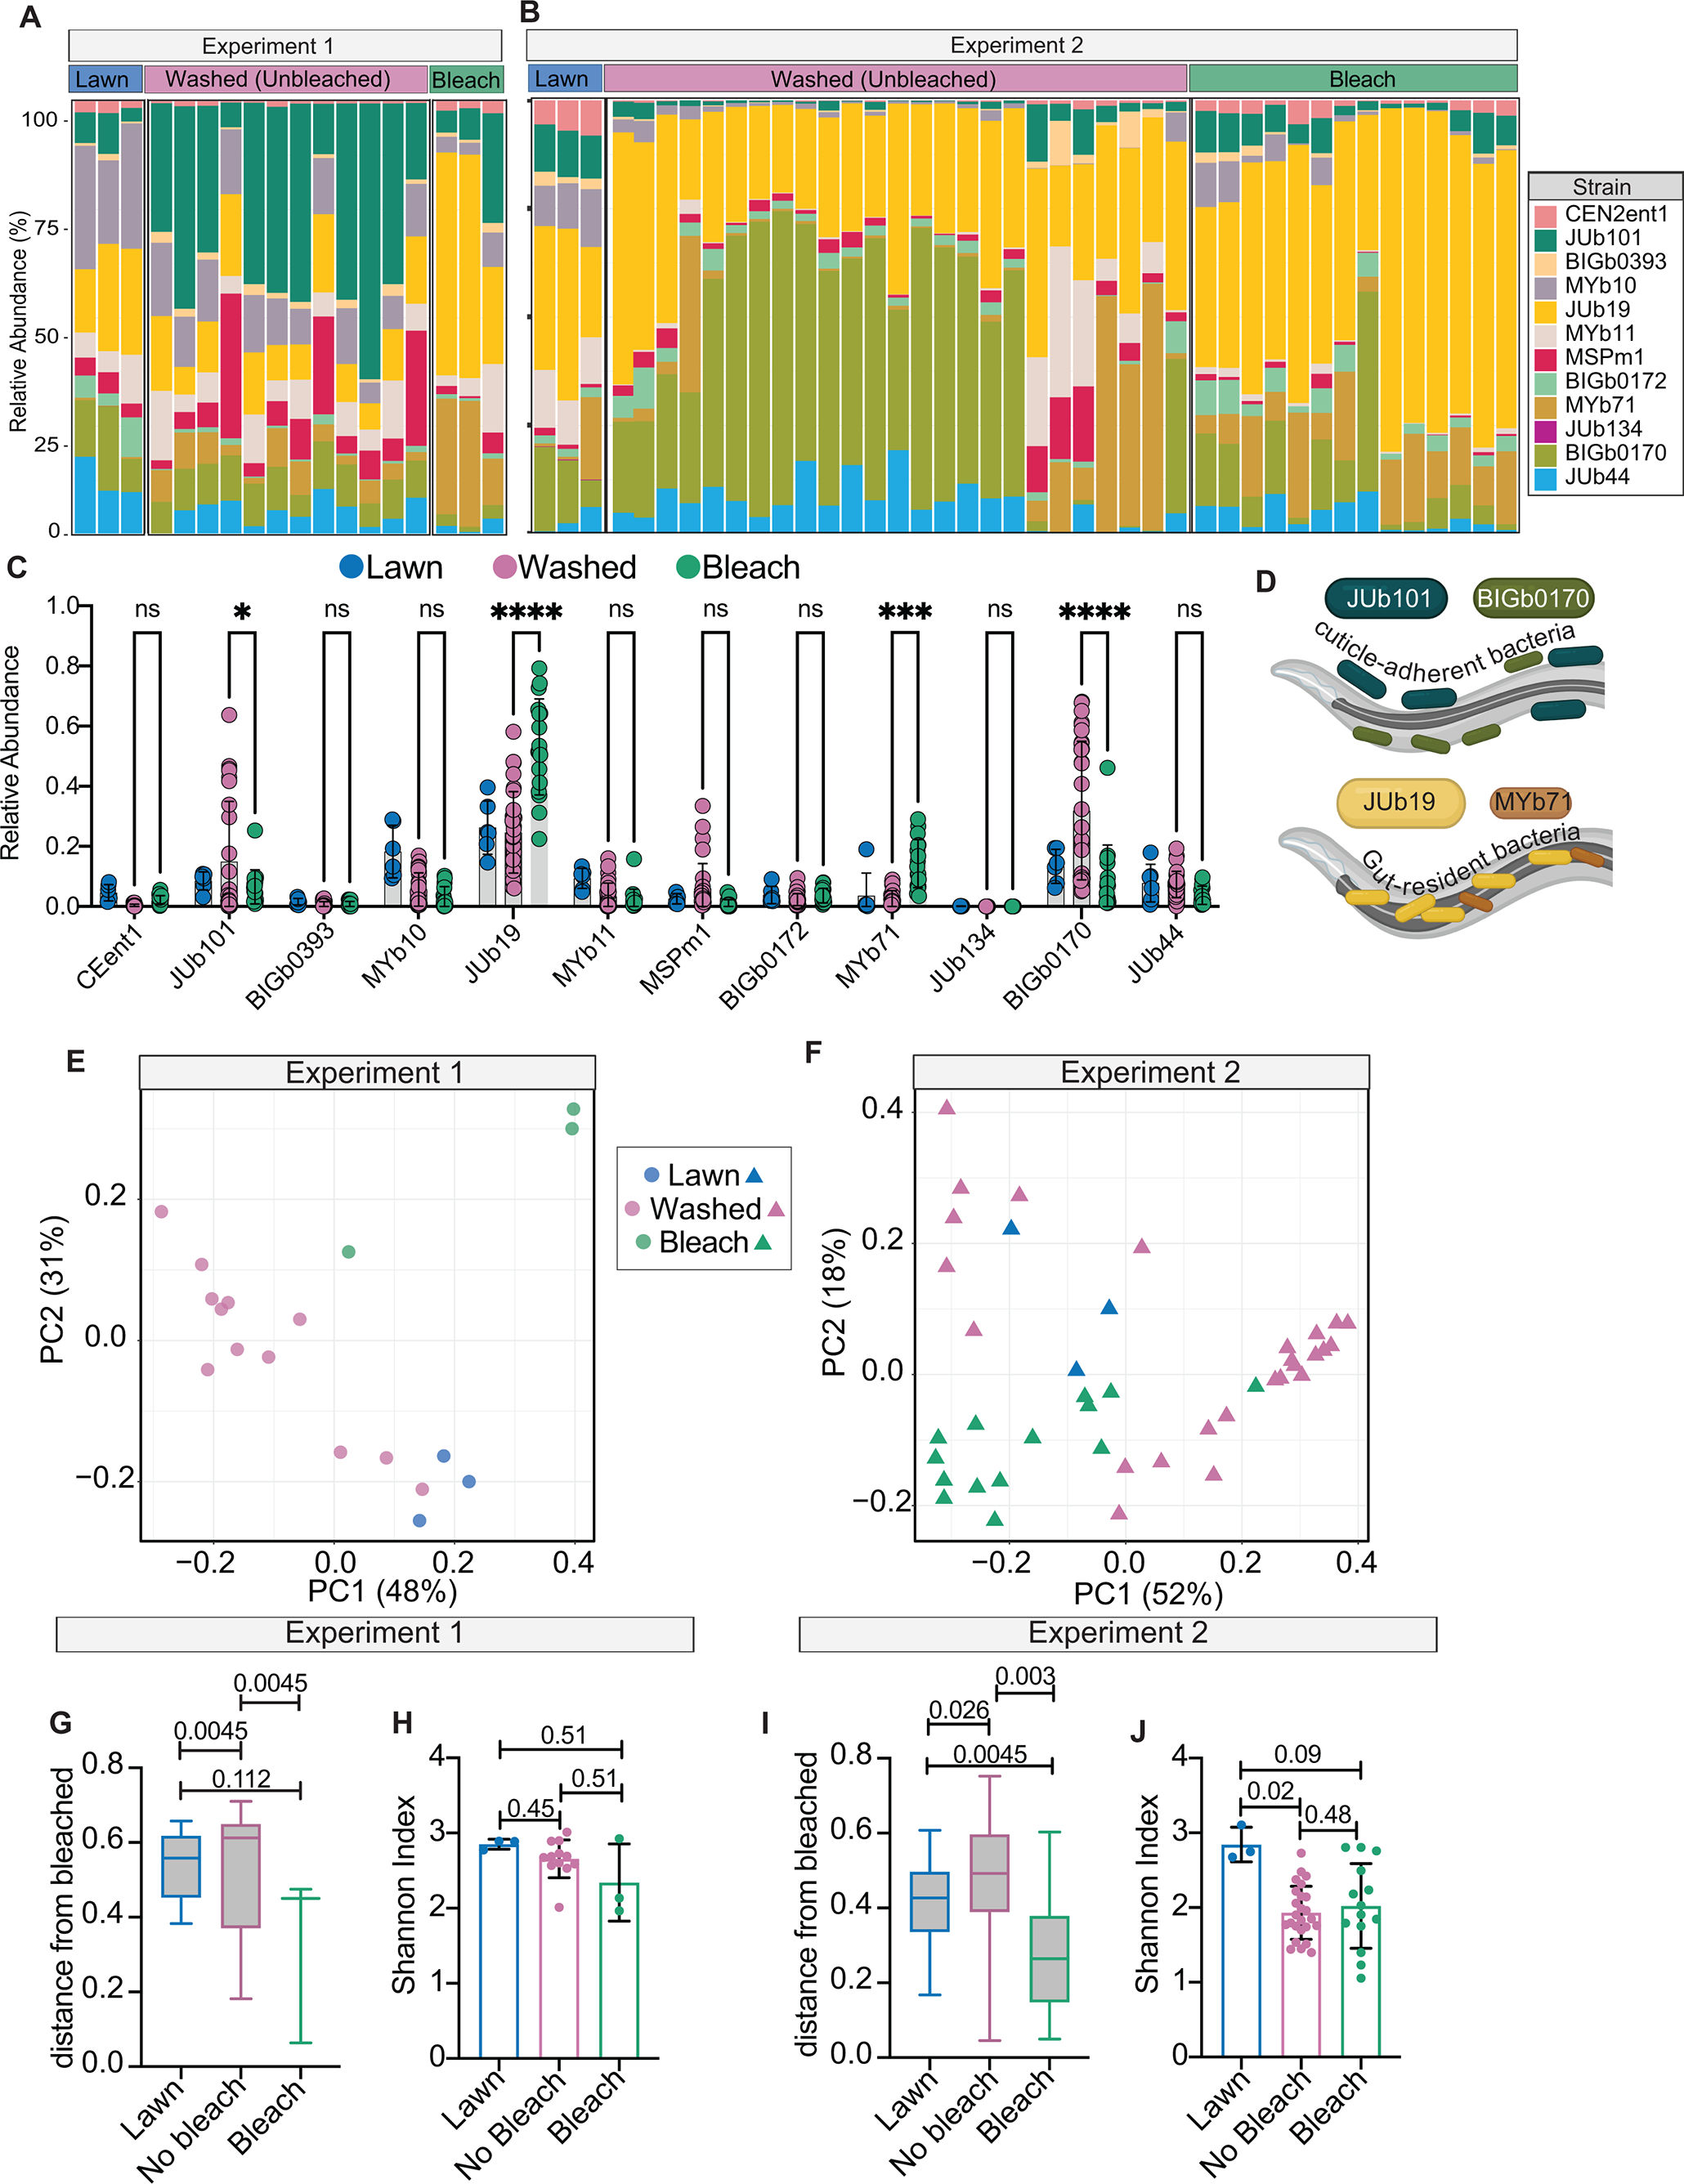 A
Experiment 1
Lawn
Washed (Unbleached)
Bleach
Relative Abundance (%)
100
75
50
25
0
B
Experiment 2
Lawn
Washed (Unbleached)
Bleach
Strain
CEN2ent1
JUb101
BIGb0393
MYb10
JUb19
MYb11
MSPm1
BIGb0172
MYb71
JUb134
BIGb0170
JUb44
C
Lawn
Washed
Bleach
Relative Abundance
1.0
0.8
0.6
0.4
0.2
0.0
ns
*
ns
ns
****
ns
ns
ns
***
ns
****
ns
CEent1
JUb101
BIGb0393
MYb10
JUb19
MYb11
MSPm1
BIGb0172
MYb71
JUb134
BIGb0170
JUb44
D
JUb101
BIGb0170
cuticle-adherent bacteria
JUb19
MYb71
Gut-resident bacteria
E
Experiment 1
PC2 (31%)
0.2
0.0
−0.2
−0.2
0.0
0.2
0.4
PC1 (48%)
Lawn
Washed
Bleach
F
Experiment 2
PC2 (18%)
0.4
0.2
0.0
−0.2
−0.2
0.0
0.2
0.4
PC1 (52%)
Experiment 1
G
0.0045
0.0045
0.112
distance from bleached
0.8
0.6
0.4
0.2
0.0
Lawn
No bleach
Bleach
H
0.51
0.51
0.45
Shannon Index
4
3
2
1
0
Lawn
No Bleach
Bleach
Experiment 2
I
0.003
0.026
0.0045
distance from bleached
0.8
0.6
0.4
0.2
0.0
Lawn
No bleach
Bleach
J
0.09
0.02
0.48
Shannon Index
4
3
2
1
0
Lawn
No Bleach
Bleach